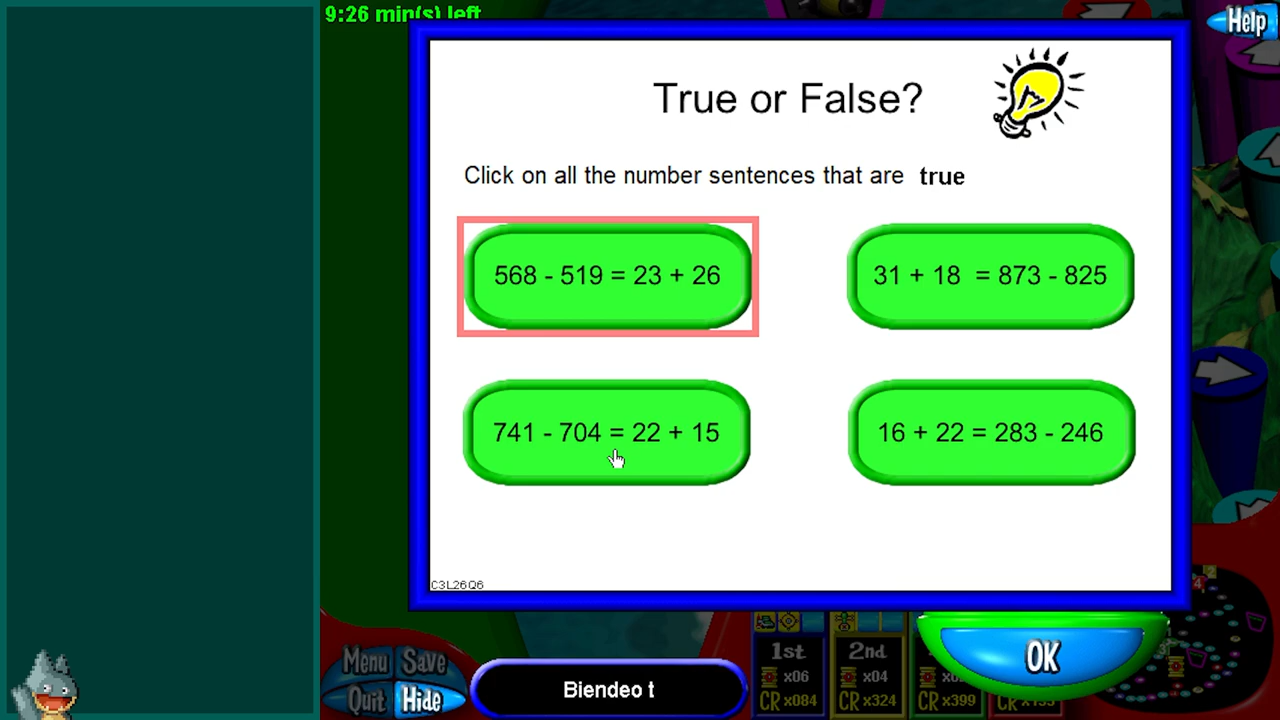 9:26 min(s) left
Help
True or False?
Click on all the number sentences that are true
568 - 519 = 23 + 26
31 + 18 = 873 - 825
741 - 704 = 22 + 15
16 + 22 = 283 - 246
C3L26Q6
Menu Save
Quit Hide
Biendeo t
1st
x06
CR x084
2nd
x04
CR x324
CR x399
OK